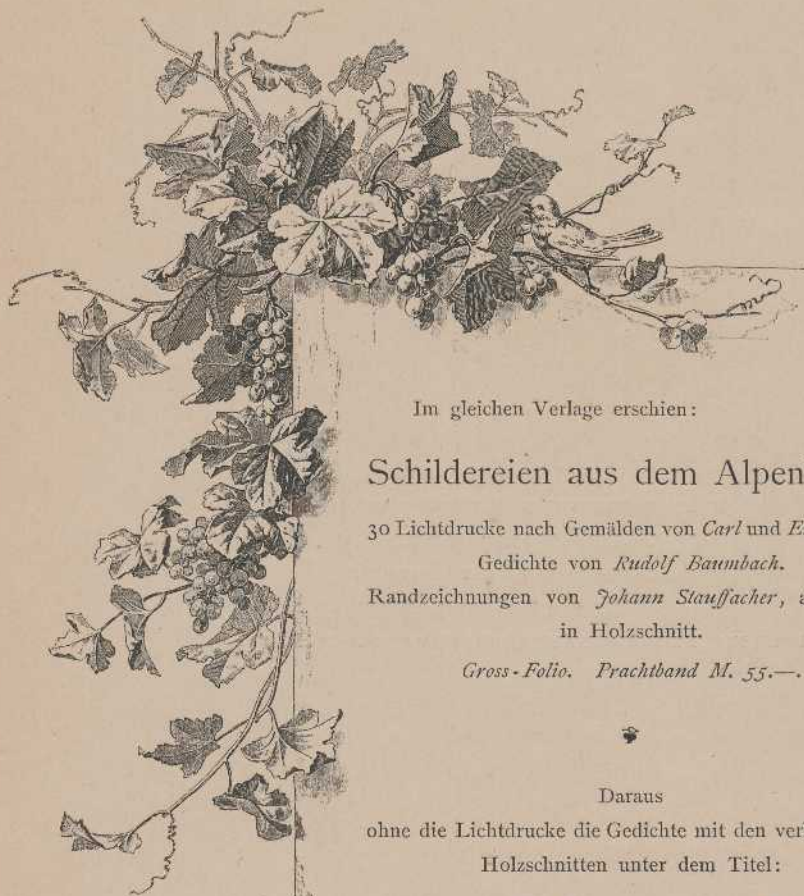 Im gleichen Verlage erschien:
Schildereien aus dem Alpen
30 Lichtdrucke nach Gemälden von Carl und
Gedichte von Rudolf Baumbach.
Randzeichnungen von Johann Stauffacher,
in Holzschnitt.
Gross-Folio. Prachtband M. 55.—.
Daraus
ohne die Lichtdrucke die Gedichte mit den
Holzschnitten unter dem Titel: